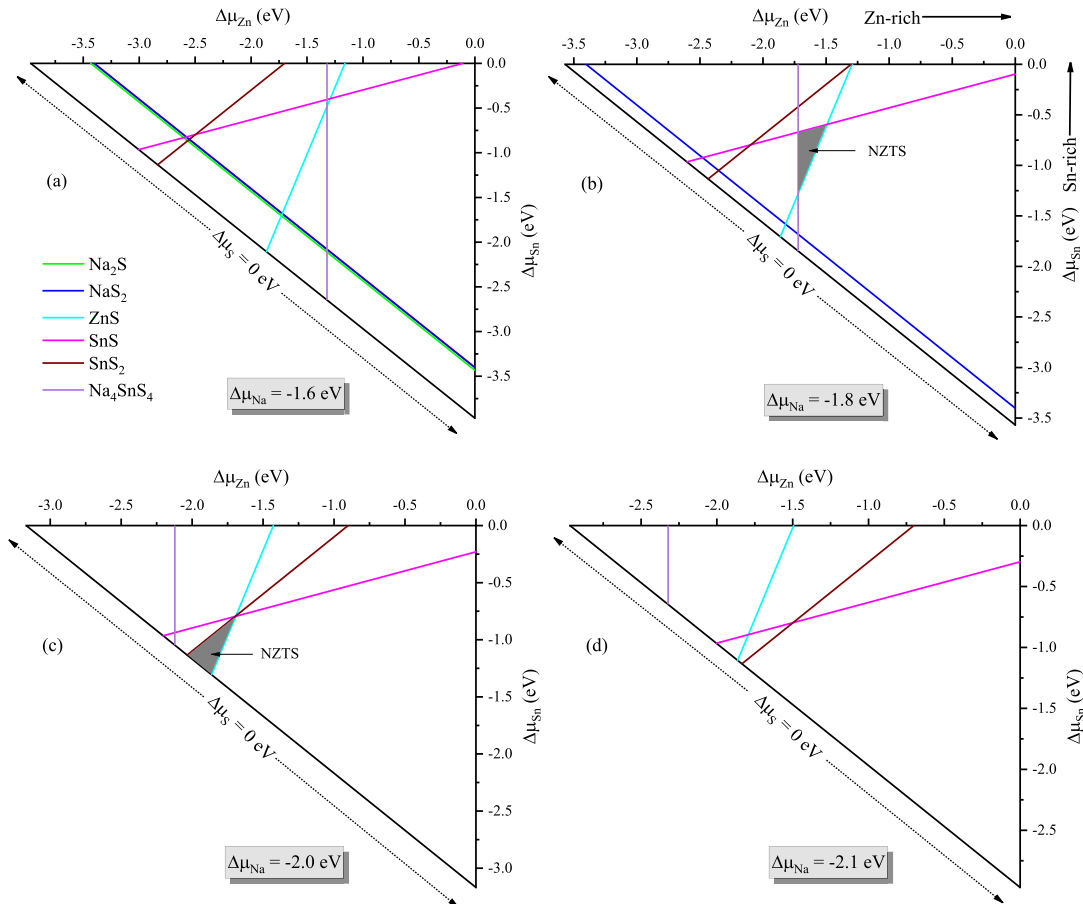 Δμ_Zn (eV)
-3.5 -3.0 -2.5 -2.0 -1.5 -1.0 -0.5 0.0
0.0
-0.5
-1.0
-1.5
-2.0
-2.5
-3.0
-3.5
Δμ_Sn (eV)
(a)
Δμ_S = 0 eV
Na₂S
NaS₂
ZnS
SnS
SnS₂
Na₄SnS₄
Δμ_Na = -1.6 eV
Δμ_Zn (eV)
Zn-rich
-3.5 -3.0 -2.5 -2.0 -1.5 -1.0 -0.5 0.0
0.0
-0.5
-1.0
-1.5
-2.0
-2.5
-3.0
-3.5
Sn-rich
Δμ_Sn (eV)
NZTS
(b)
Δμ_S = 0 eV
Δμ_Na = -1.8 eV
Δμ_Zn (eV)
-3.0 -2.5 -2.0 -1.5 -1.0 -0.5 0.0
0.0
-0.5
-1.0
-1.5
-2.0
-2.5
-3.0
Δμ_Sn (eV)
(c)
NZTS
Δμ_S = 0 eV
Δμ_Na = -2.0 eV
Δμ_Zn (eV)
-2.5 -2.0 -1.5 -1.0 -0.5 0.0
0.0
-0.5
-1.0
-1.5
-2.0
-2.5
Δμ_Sn (eV)
(d)
Δμ_S = 0 eV
Δμ_Na = -2.1 eV